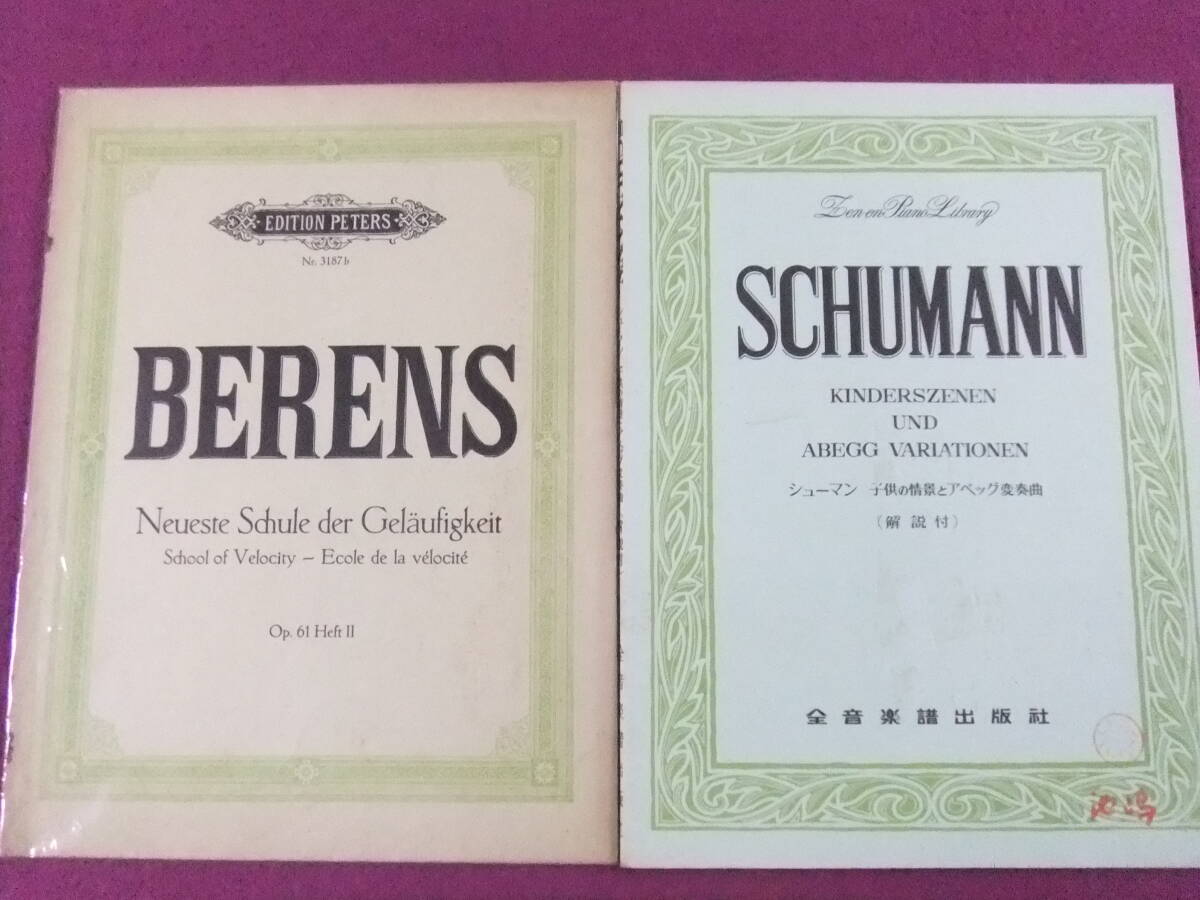 EDITION PETERS
Nr. 3187b
BERENS
Neueste Schule der Geläufigkeit
School of Velocity – Ecole de la vélocité
Op. 61 Heft II
Zen-on Piano Library
SCHUMANN
KINDERSZENEN
UND
ABEGG VARIATIONEN
シューマン 子供の情景とアベッグ変奏曲
(解説付)
全音楽譜出版社